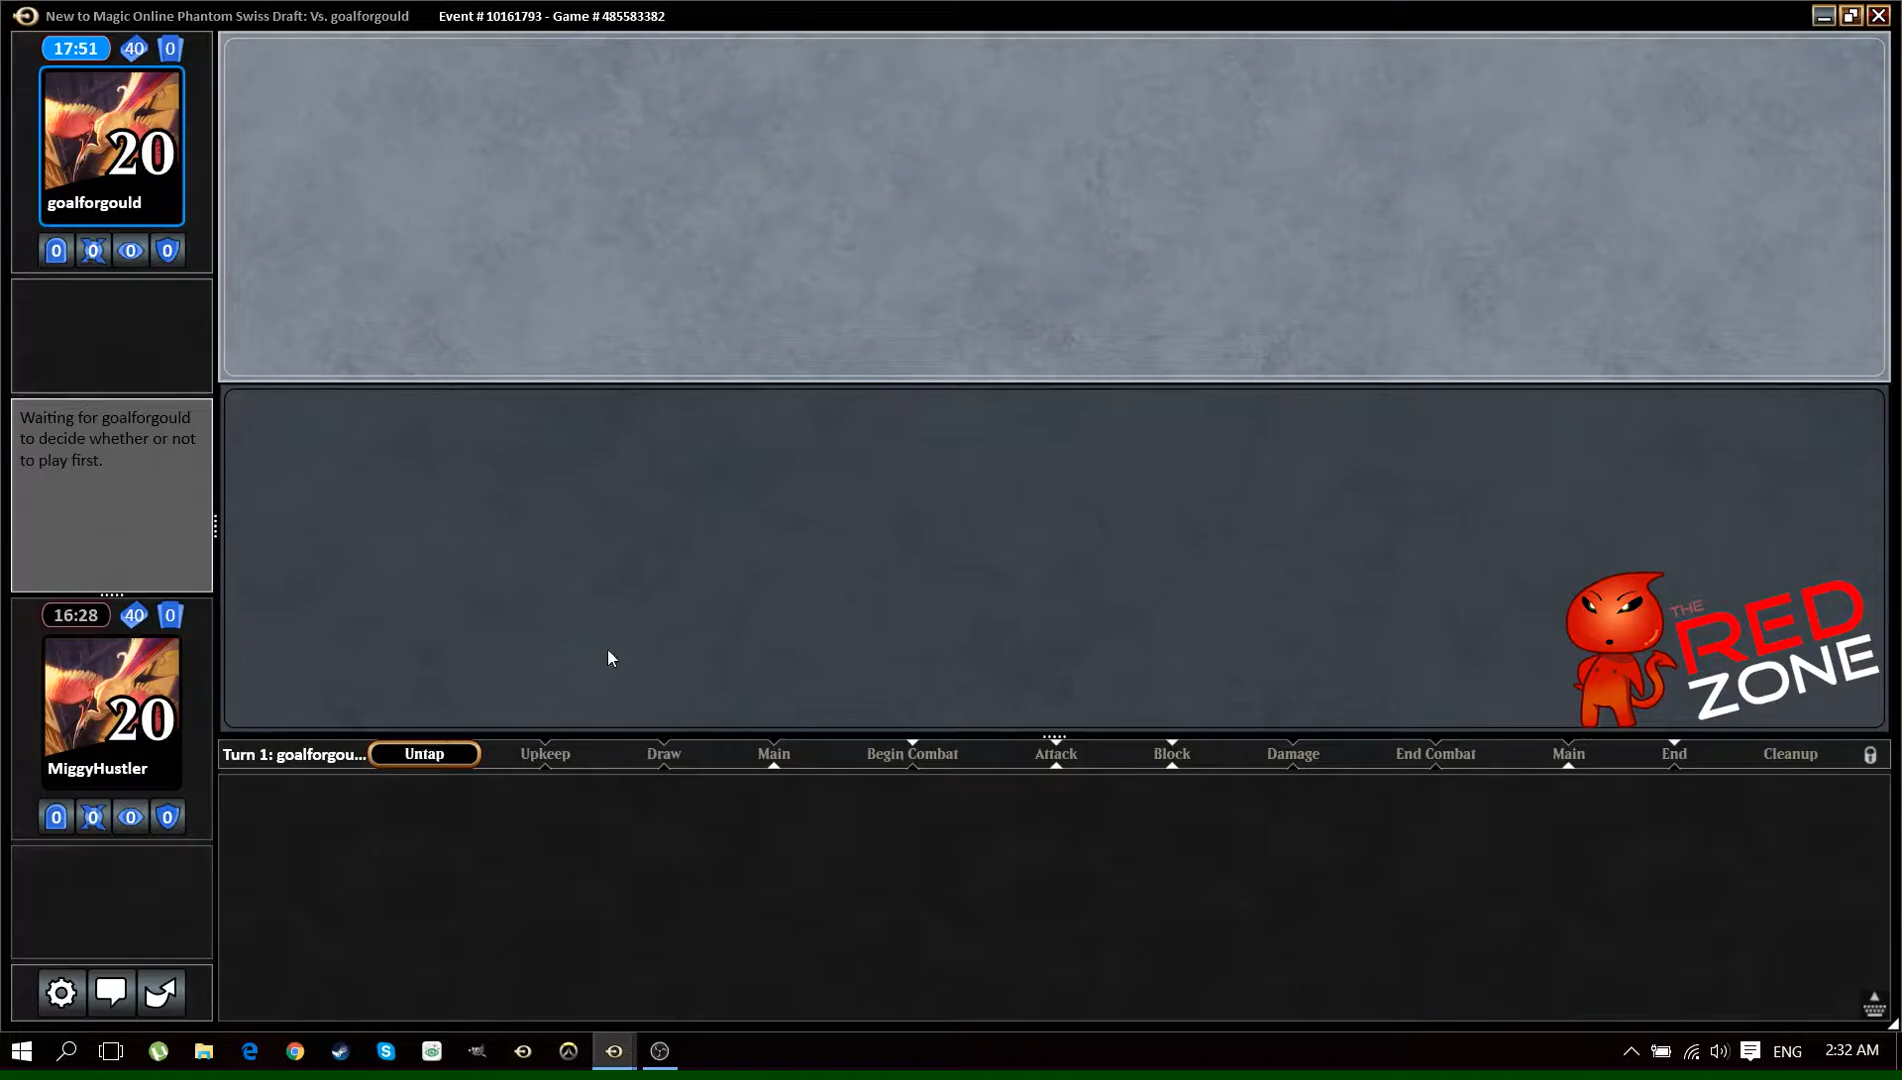 New to Magic Online Phantom Swiss Draft: Vs. goalforgould
Event # 10161793 - Game # 485583382
17:51 40 0
20
goalforgould
0 0 0 0
Waiting for goalforgould
to decide whether or not
to play first.
16:28 40 0
20
MiggyHustler
0 0 0 0
THE
RED
ZONE
Turn 1: goalforgou... Untap Upkeep Draw Main Begin Combat Attack Block Damage End Combat Main End Cleanup
ENG 2:32 AM